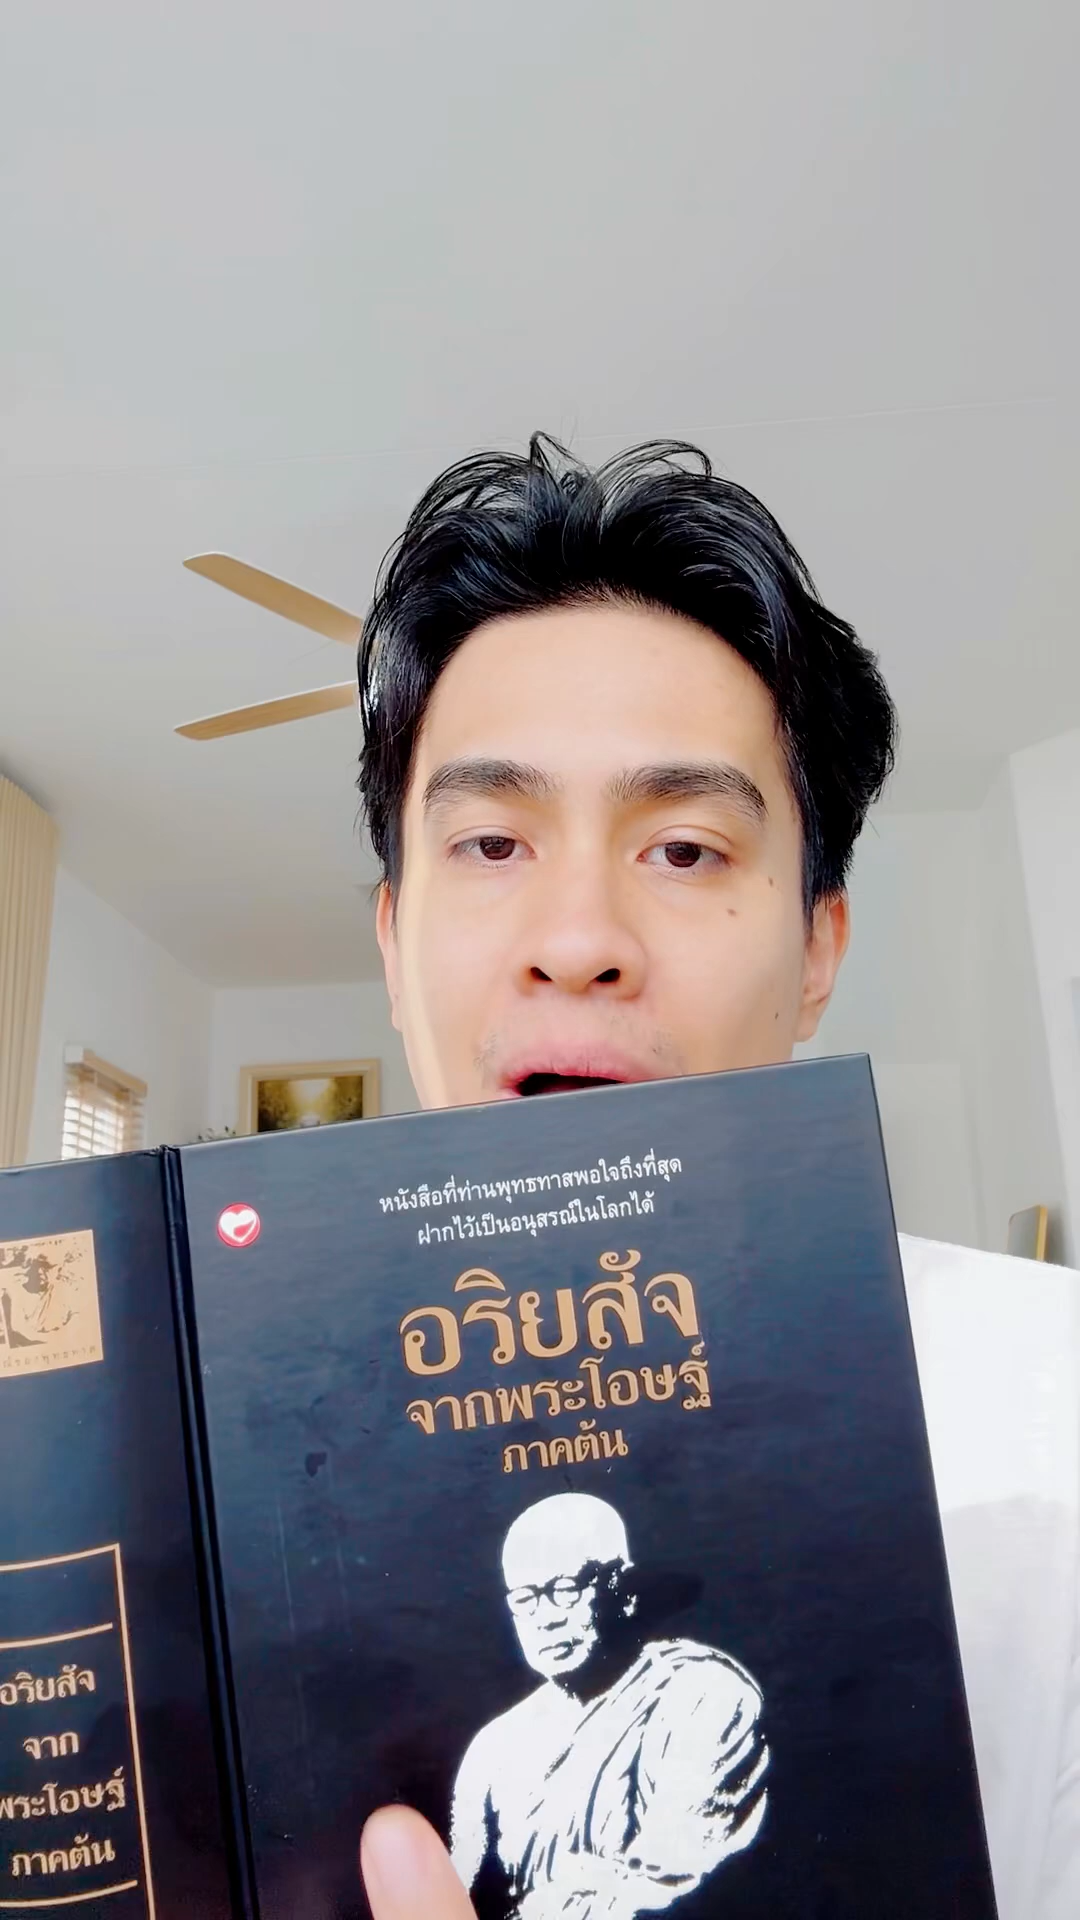 หนังสือที่ท่านพุทธทาสพอใจถึงที่สุด
ฝากไว้เป็นอนุสรณ์ในโลกได้
อริยสัจ
จากพระโอษฐ์
ภาคต้น
อริยสัจ
จาก
พระโอษฐ์
ภาคต้น